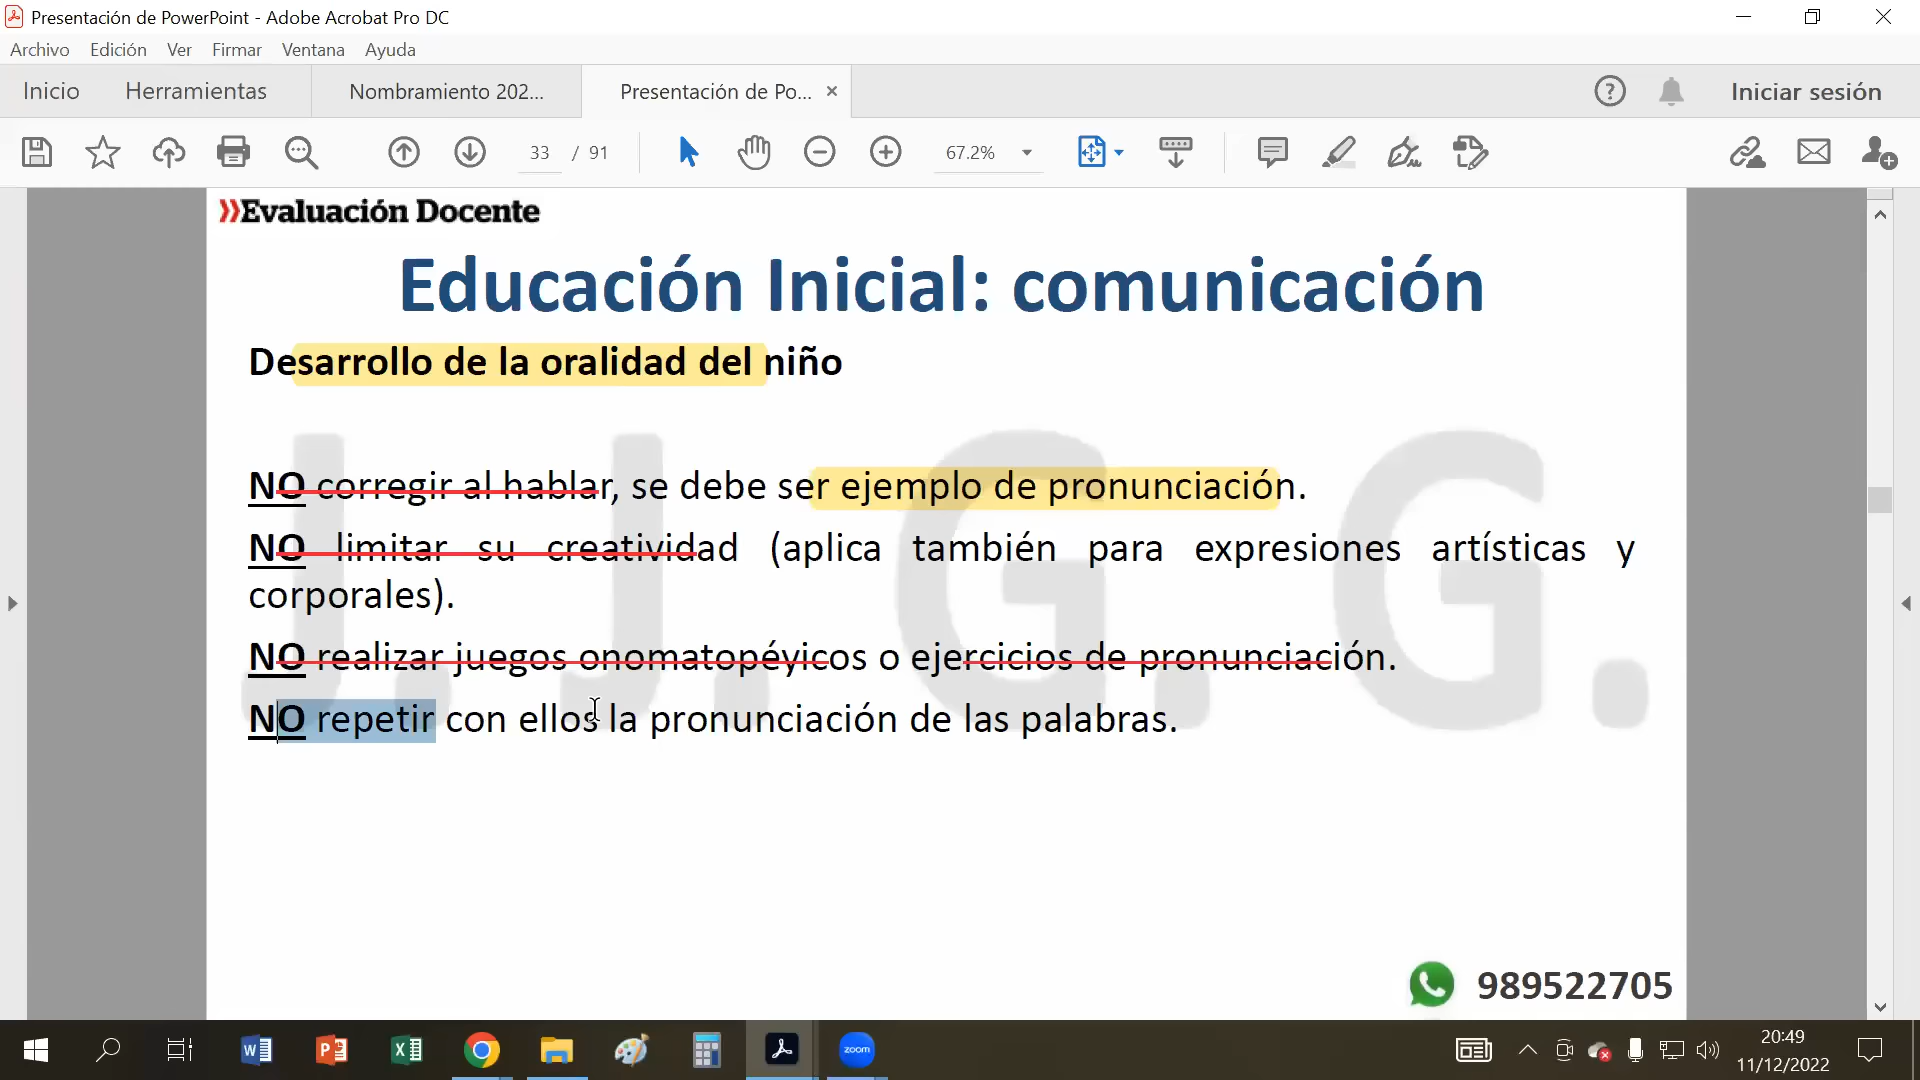 Presentación de PowerPoint - Adobe Acrobat Pro DC
Archivo Edición Ver Firmar Ventana Ayuda
Inicio Herramientas Nombramiento 202... Presentación de Po... ×
? Iniciar sesión
33 / 91 67.2%
Evaluación Docente
Educación Inicial: comunicación
Desarrollo de la oralidad del niño
NO corregir al hablar, se debe ser ejemplo de pronunciación.
NO limitar su creatividad (aplica también para expresiones artísticas y
corporales).
NO realizar juegos onomatopéyicos o ejercicios de pronunciación.
NO repetir con ellos la pronunciación de las palabras.
J. J. G. G.
989522705
zoom
20:49
11/12/2022